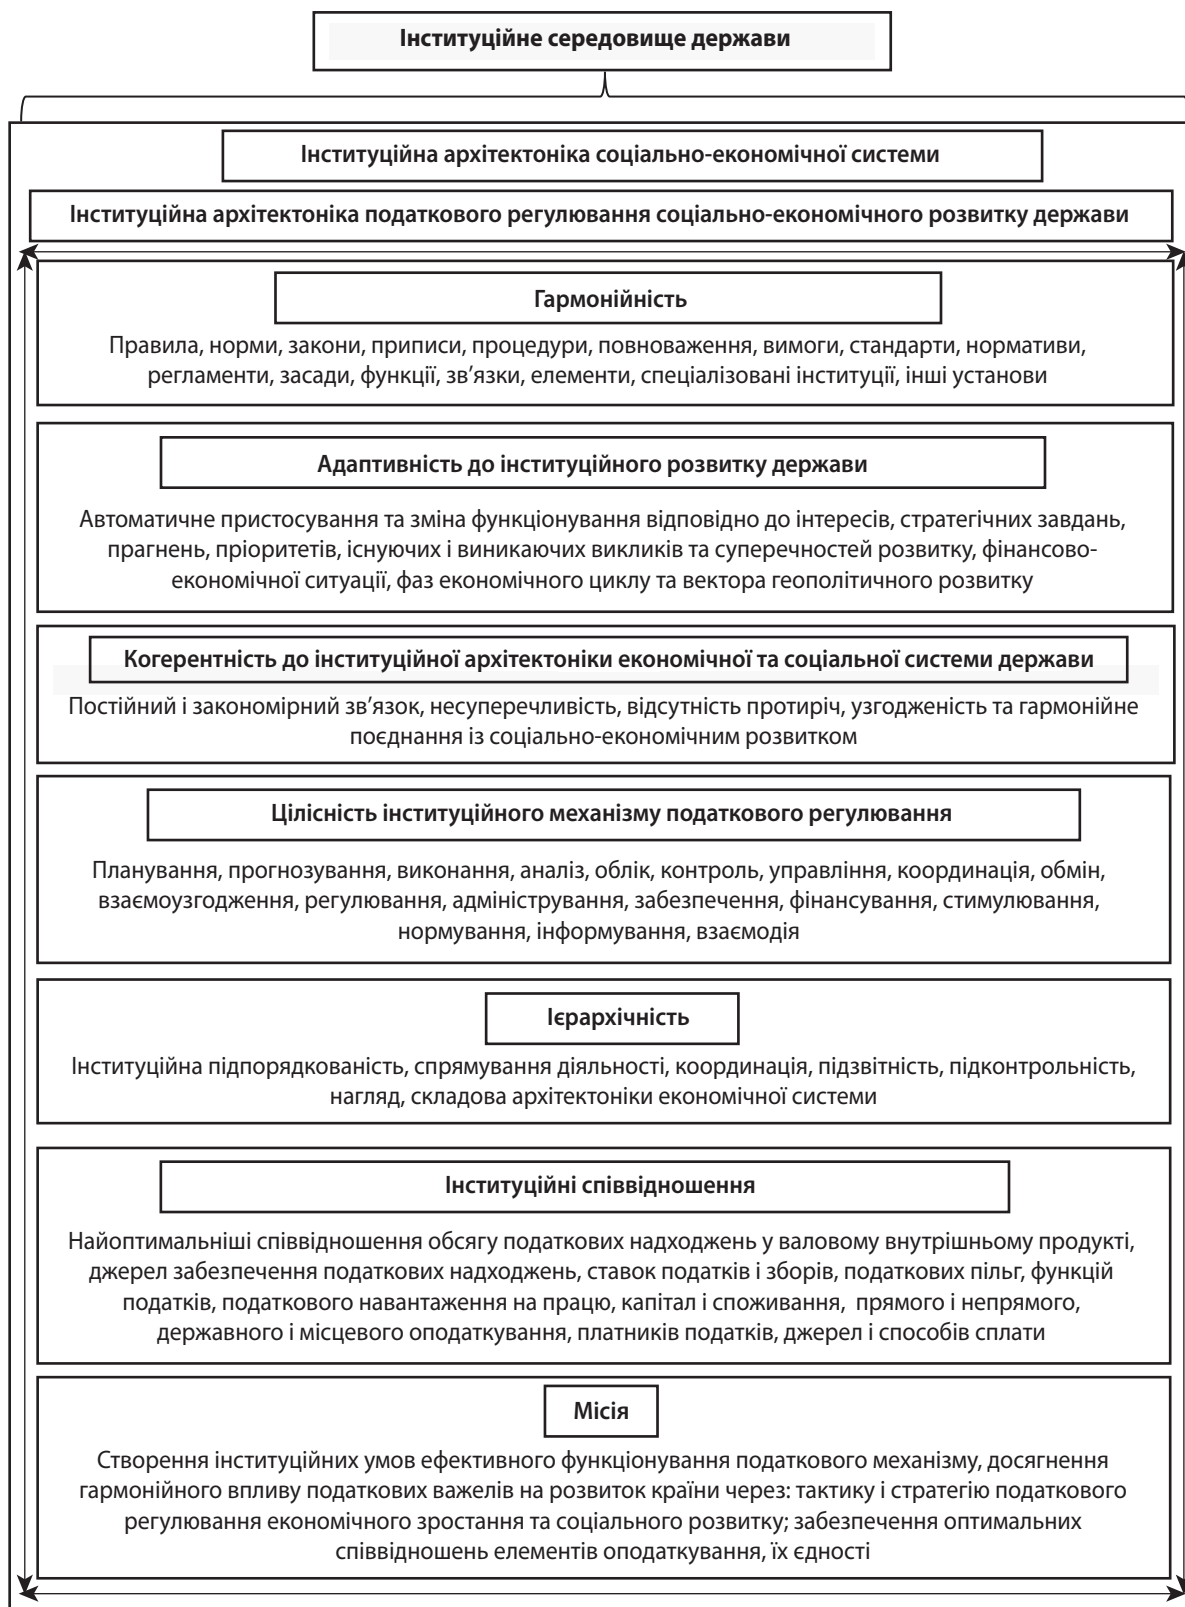 Інституційне середовище держави
Інституційна архітектоніка соціально-економічної системи
Інституційна архітектоніка податкового регулювання соціально-економічного розвитку держави
Гармонійність
Правила, норми, закони, приписи, процедури, повноваження, вимоги, стандарти, нормативи,
регламенти, засади, функції, зв’язки, елементи, спеціалізовані інституції, інші установи
Адаптивність до інституційного розвитку держави
Автоматичне пристосування та зміна функціонування відповідно до інтересів, стратегічних завдань,
прагнень, пріоритетів, існуючих і виникаючих викликів та суперечностей розвитку, фінансово-
економічної ситуації, фаз економічного циклу та вектора геополітичного розвитку
Когерентність до інституційної архітектоніки економічної та соціальної системи держави
Постійний і закономірний зв’язок, несуперечливість, відсутність протиріч, узгодженість та гармонійне
поєднання із соціально-економічним розвитком
Цілісність інституційного механізму податкового регулювання
Планування, прогнозування, виконання, аналіз, облік, контроль, управління, координація, обмін,
взаємоузгодження, регулювання, адміністрування, забезпечення, фінансування, стимулювання,
нормування, інформування, взаємодія
Ієрархічність
Інституційна підпорядкованість, спрямування діяльності, координація, підзвітність, підконтрольність,
нагляд, складова архітектоніки економічної системи
Інституційні співвідношення
Найоптимальніші співвідношення обсягу податкових надходжень у валовому внутрішньому продукті,
джерел забезпечення податкових надходжень, ставок податків і зборів, податкових пільг, функцій
податків, податкового навантаження на працю, капітал і споживання, прямого і непрямого,
державного і місцевого оподаткування, платників податків, джерел і способів сплати
Місія
Створення інституційних умов ефективного функціонування податкового механізму, досягнення
гармонійного впливу податкових важелів на розвиток країни через: тактику і стратегію податкового
регулювання економічного зростання та соціального розвитку; забезпечення оптимальних
співвідношень елементів оподаткування, їх єдності